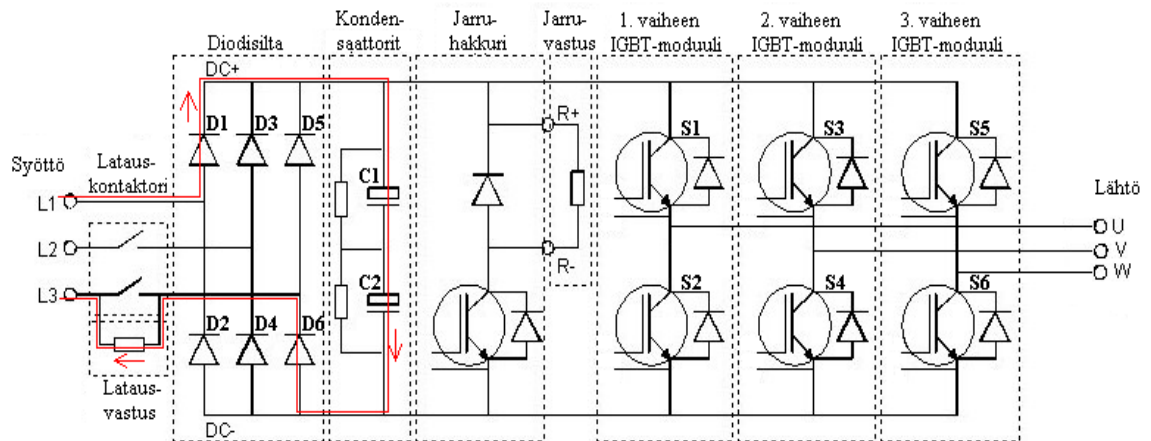 Diodisilta
Konden-
saattorit
Jarru-
hakkuri
Jarru-
vastus
1. vaiheen
IGBT-moduuli
2. vaiheen
IGBT-moduuli
3. vaiheen
IGBT-moduuli
DC+
D1 D3 D5
R+
S1 S3 S5
Syöttö
Lataus-
kontaktori
C1
Lähtö
L1
U
L2
V
R-
W
L3
C2
S2 S4 S6
D2 D4 D6
Lataus-
vastus
DC-